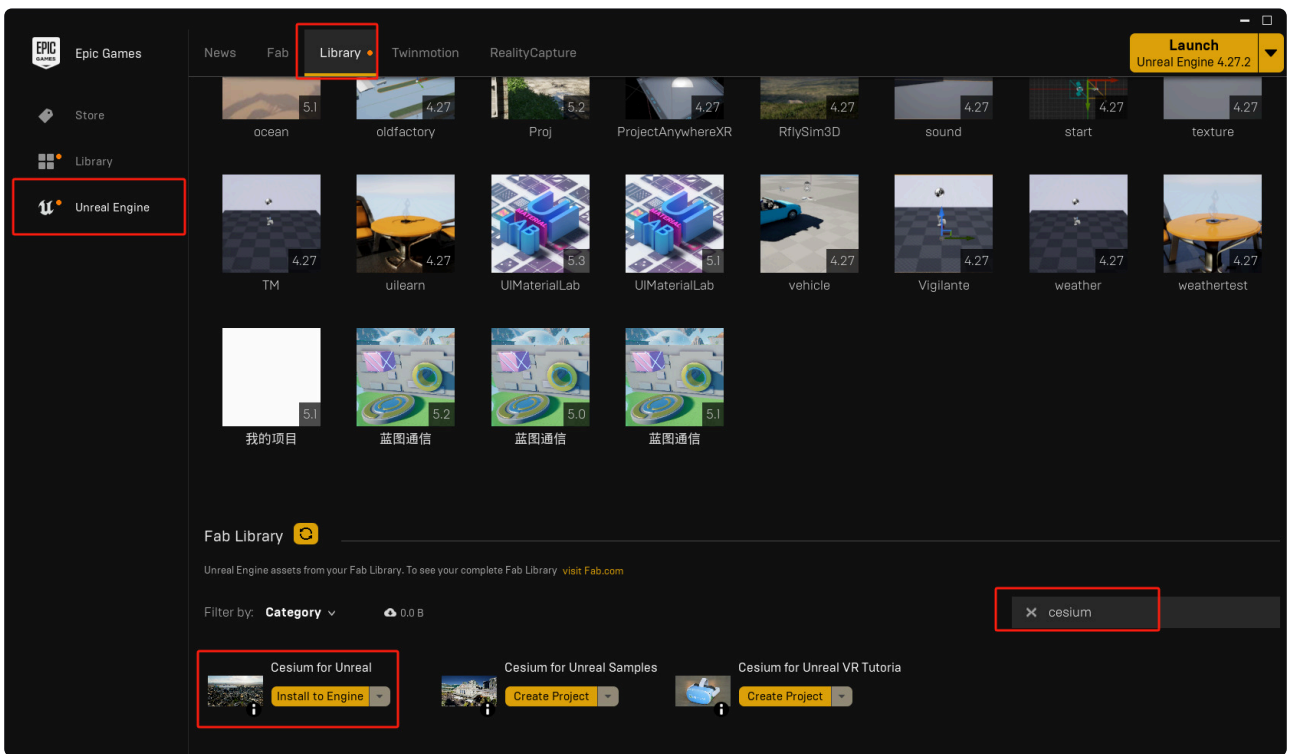 EPIC GAMES
Epic Games
News Fab Library Twinmotion RealityCapture
Launch
Unreal Engine 4.27.2
Store
Library
Unreal Engine
5.1 4.27 5.2 4.27 4.27 4.27 4.27 4.27
ocean oldfactory Proj ProjectAnywhereXR RflySim3D sound start texture
MATERIAL LAB MATERIAL LAB
4.27 4.27 5.3 5.1 4.27 4.27 4.27 4.27
TM uilearn UIMaterialLab UIMaterialLab vehicle Vigilante weather weathertest
5.1 5.2 5.0 5.1
我的项目 蓝图通信 蓝图通信 蓝图通信
Fab Library
Unreal Engine assets from your Fab Library. To see your complete Fab Library visit Fab.com
Filter by: Category 0.0 B
cesium
Cesium for Unreal Cesium for Unreal Samples Cesium for Unreal VR Tutoria
Install to Engine Create Project Create Project